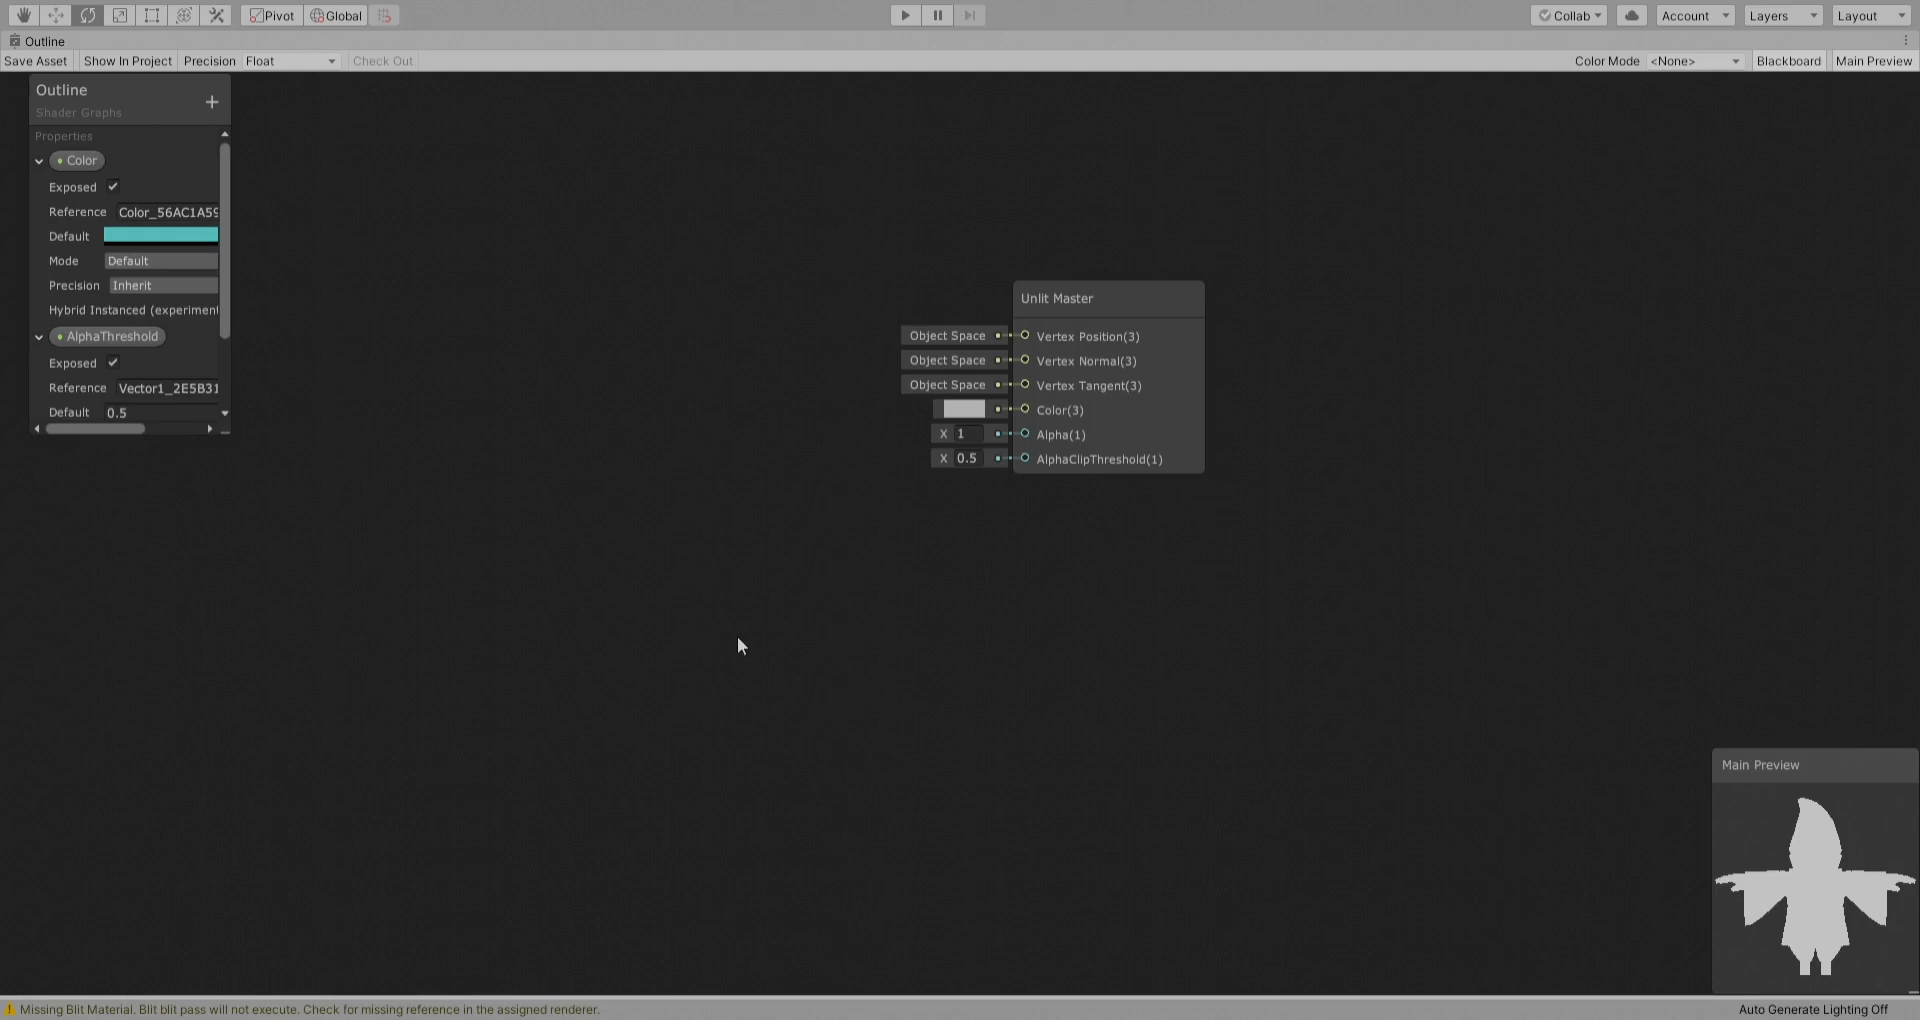 Pivot Global Collab Account Layers Layout
Outline
Save Asset Show In Project Precision Float Check Out Color Mode <None> Blackboard Main Preview
Outline
Shader Graphs
Properties
Color
Exposed
Reference Color_56AC1A59
Default
Mode Default
Precision Inherit
Hybrid Instanced (experiment
AlphaThreshold
Exposed
Reference Vector1_2E5B31
Default 0.5
Unlit Master
Object Space Vertex Position(3)
Object Space Vertex Normal(3)
Object Space Vertex Tangent(3)
Color(3)
X 1 Alpha(1)
X 0.5 AlphaClipThreshold(1)
Main Preview
Missing Blit Material. Blit blit pass will not execute. Check for missing reference in the assigned renderer.
Auto Generate Lighting Off